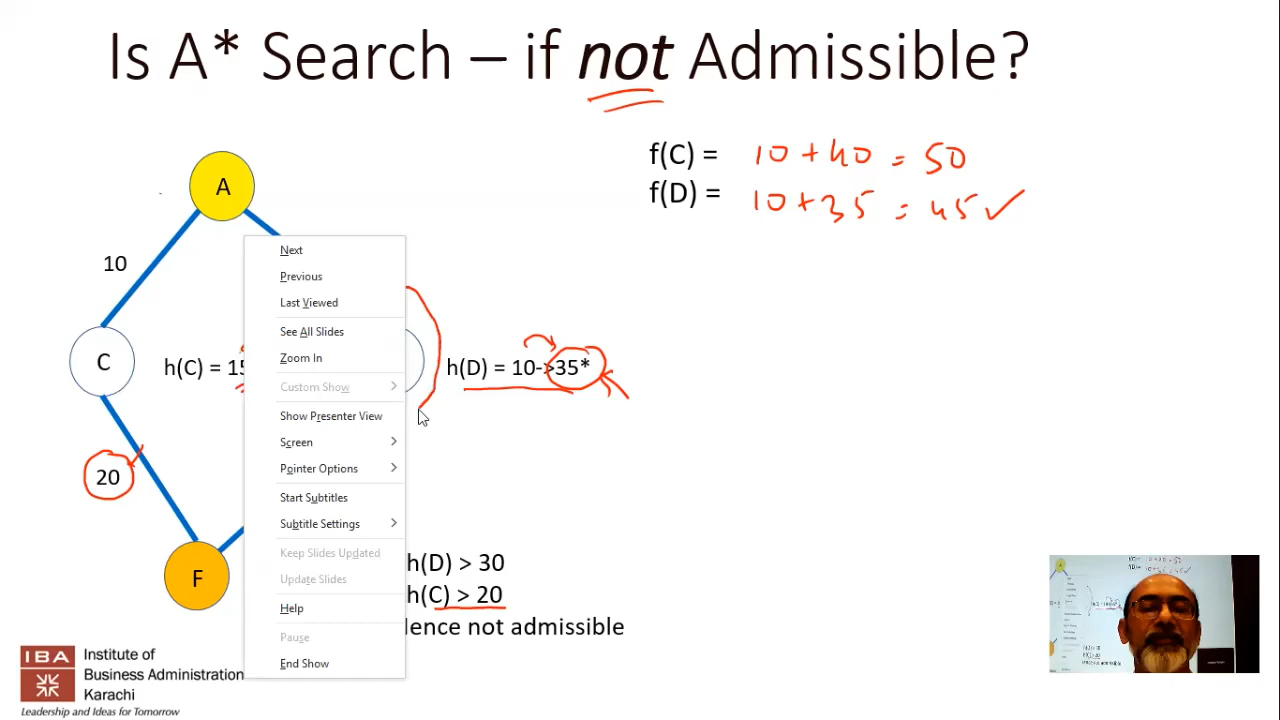 Is A* Search – if not Admissible?
f(C) = 10 + 40 = 50
f(D) = 10 + 35 = 45 ✓
A
10
C
h(C) = 15
h(D) = 10->35*
20
F
h(D) > 30
h(C) > 20
Hence not admissible
Next
Previous
Last Viewed
See All Slides
Zoom In
Custom Show
Show Presenter View
Screen
Pointer Options
Start Subtitles
Subtitle Settings
Keep Slides Updated
Update Slides
Help
Pause
End Show
IBA
Institute of
Business Administration
Karachi
Leadership and Ideas for Tomorrow